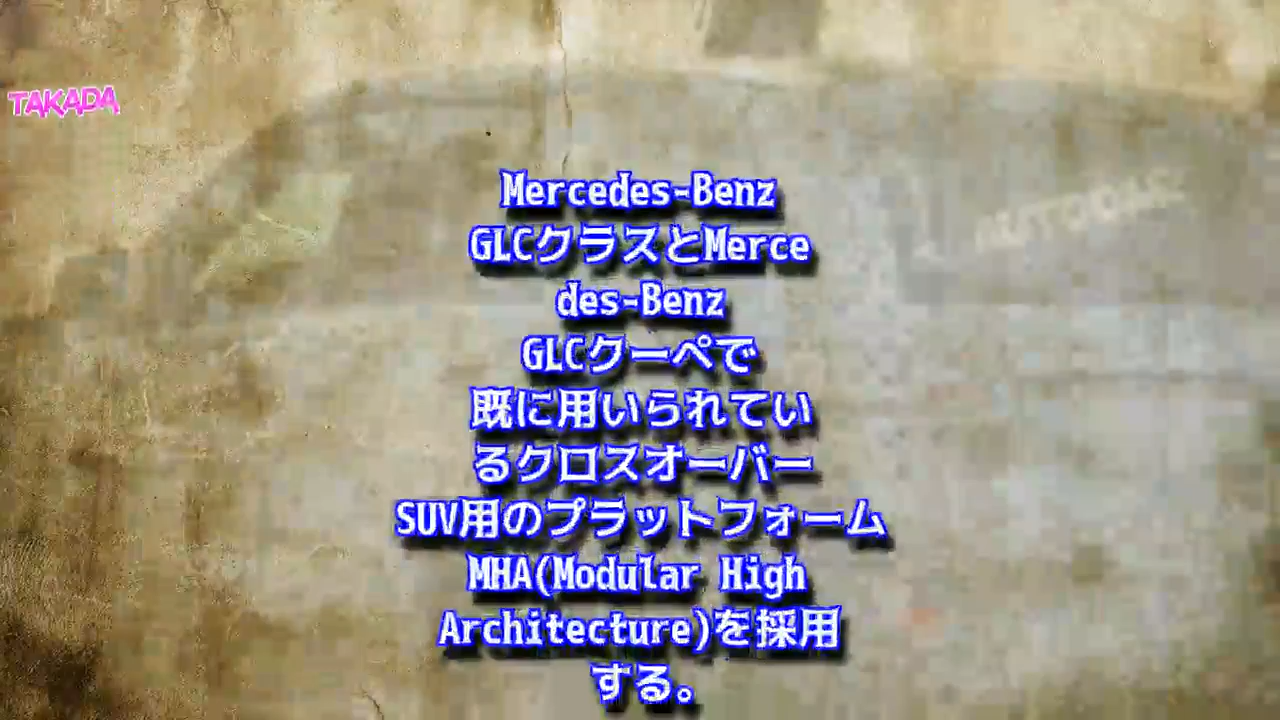 TAKADA
Mercedes-Benz
GLCクラスとMerce
des-Benz
GLCクーペで
既に用いられてい
るクロスオーバー
SUV用のプラットフォーム
MHA(Modular High
Architecture)を採用
する。